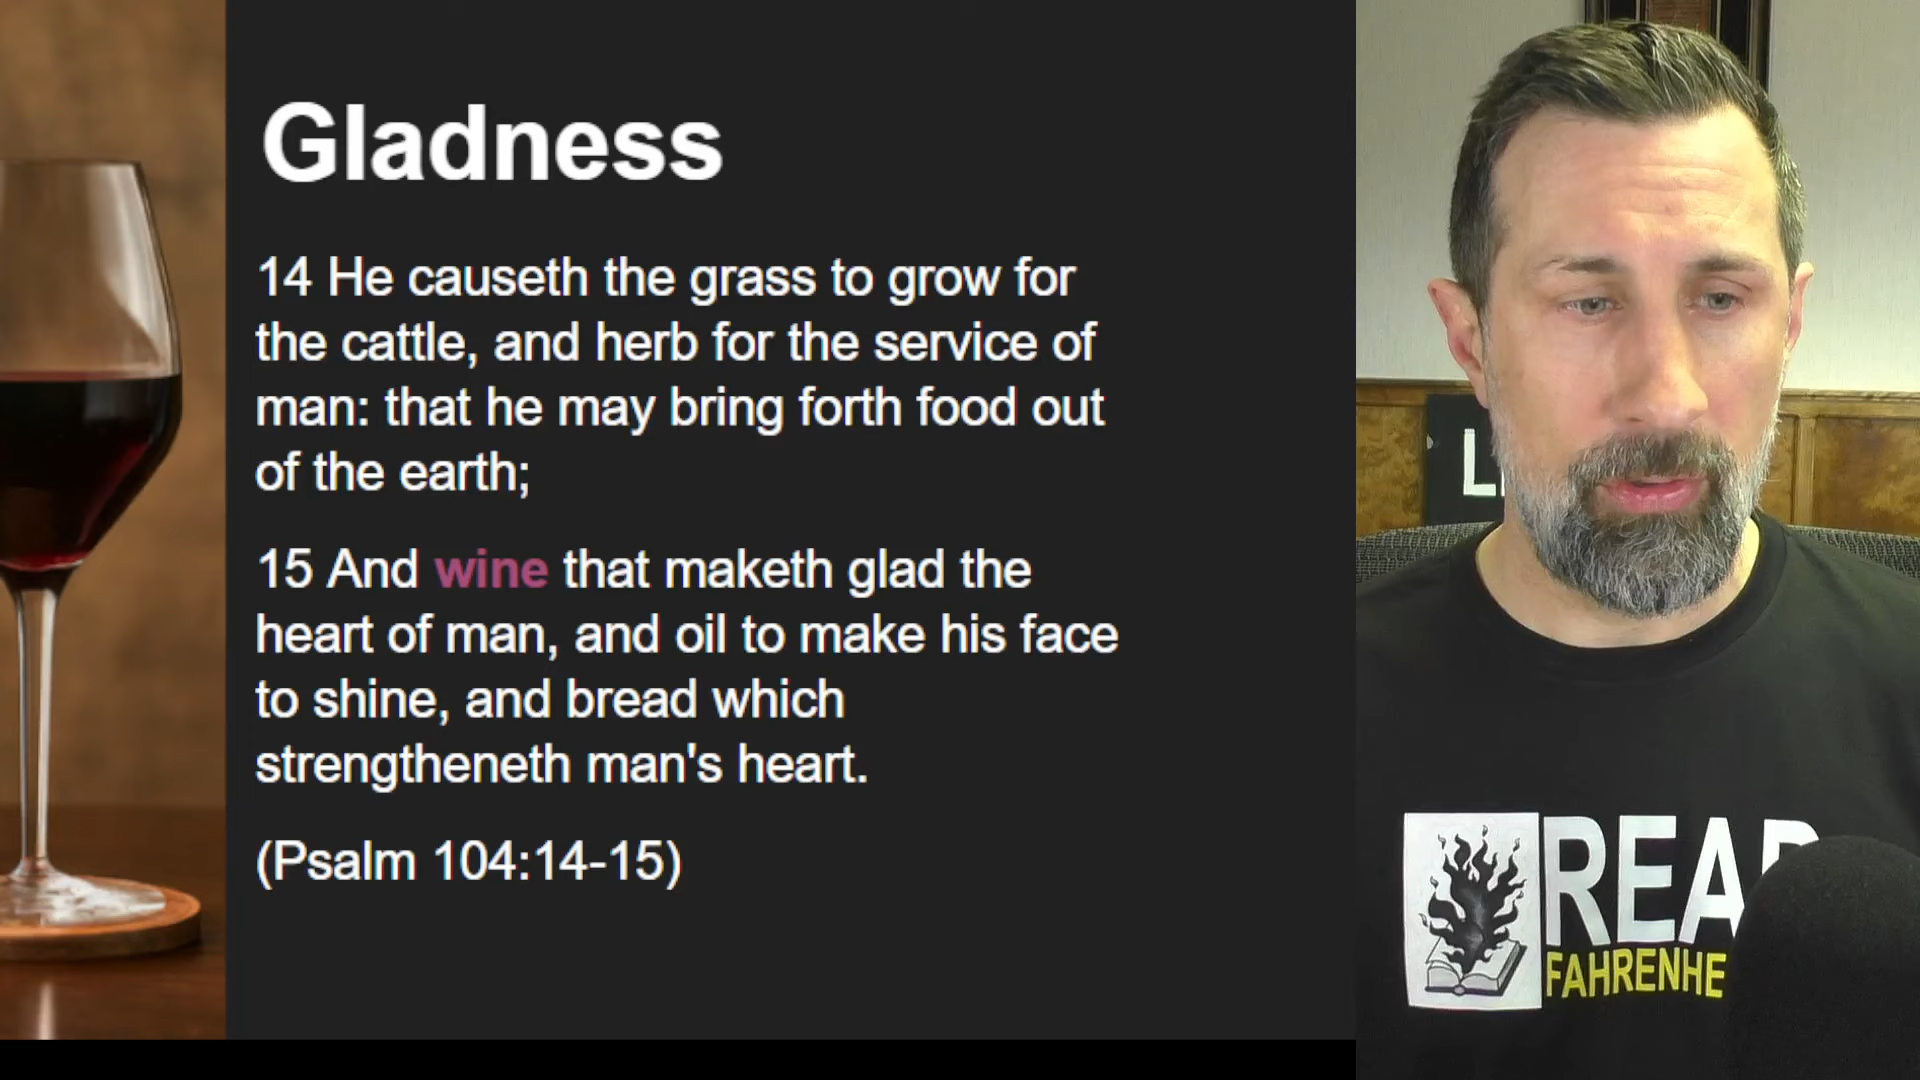 Gladness
14 He causeth the grass to grow for
the cattle, and herb for the service of
man: that he may bring forth food out
of the earth;
15 And wine that maketh glad the
heart of man, and oil to make his face
to shine, and bread which
strengtheneth man's heart.
(Psalm 104:14-15)